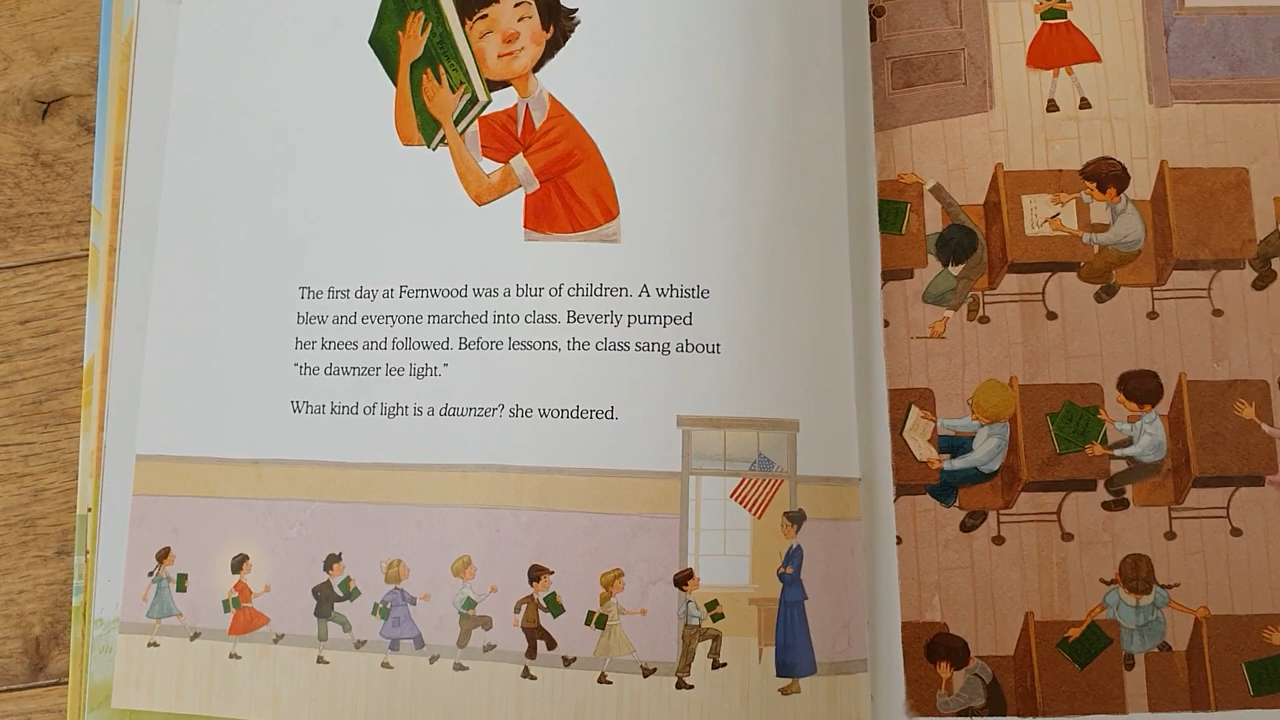 The first day at Fernwood was a blur of children. A whistle
blew and everyone marched into class. Beverly pumped
her knees and followed. Before lessons, the class sang about
“the dawnzer lee light.”
What kind of light is a dawnzer? she wondered.